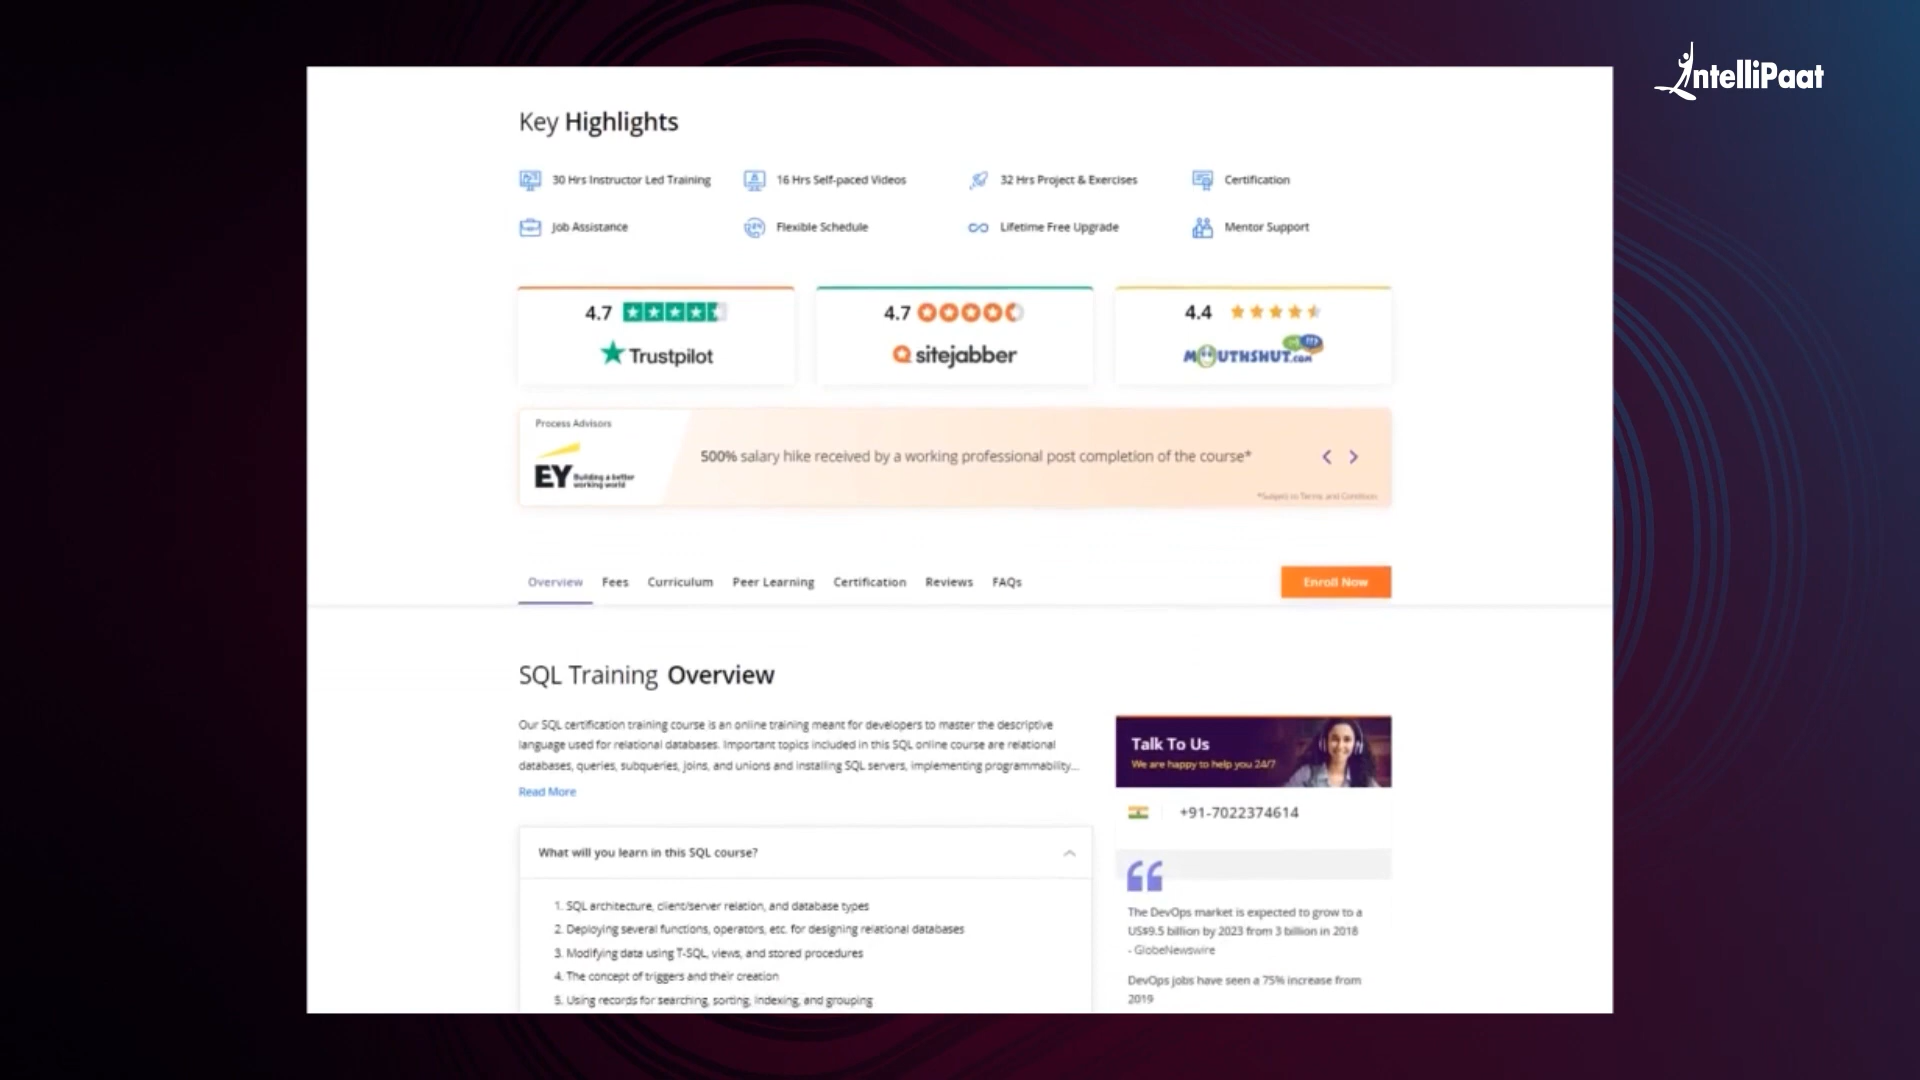 IntelliPaat
Key Highlights
30 Hrs Instructor Led Training
16 Hrs Self-paced Videos
32 Hrs Project & Exercises
Certification
Job Assistance
Flexible Schedule
Lifetime Free Upgrade
Mentor Support
4.7
Trustpilot
4.7
sitejabber
4.4
MOUTHSHUT.COM
Process Advisors
EY Building a better
working world
500% salary hike received by a working professional post completion of the course*
*Subject to Terms and Condition
Overview Fees Curriculum Peer Learning Certification Reviews FAQs
Enroll Now
SQL Training Overview
Our SQL certification training course is an online training meant for developers to master the descriptive
language used for relational databases. Important topics included in this SQL online course are relational
databases, queries, subqueries, joins, and unions and installing SQL servers, implementing programmability...
Read More
What will you learn in this SQL course?
1. SQL architecture, client/server relation, and database types
2. Deploying several functions, operators, etc. for designing relational databases
3. Modifying data using T-SQL, views, and stored procedures
4. The concept of triggers and their creation
5. Using records for searching, sorting, indexing, and grouping
Talk To Us
We are happy to help you 24/7
+91-7022374614
The DevOps market is expected to grow to a
US$9.5 billion by 2023 from 3 billion in 2018
- GlobeNewswire
DevOps jobs have seen a 75% increase from
2019